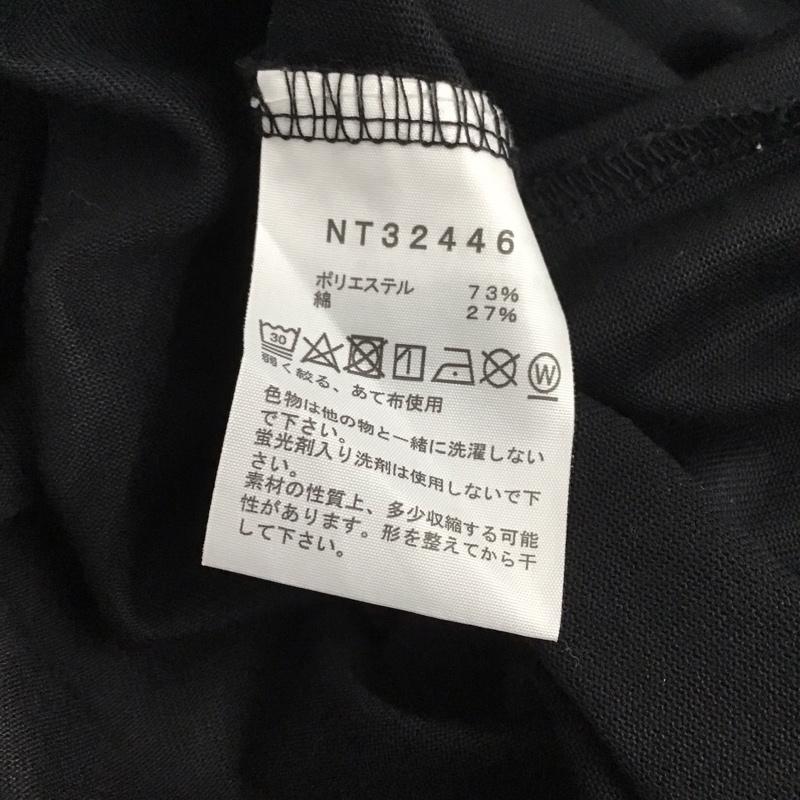 NT32446
ポリエステル 73%
綿 27%
30
W
弱く絞る、あて布使用
色物は他の物と一緒に洗濯しない
で下さい。
蛍光剤入り洗剤は使用しないで下
さい。
素材の性質上、多少収縮する可能
性があります。形を整えてから干
して下さい。